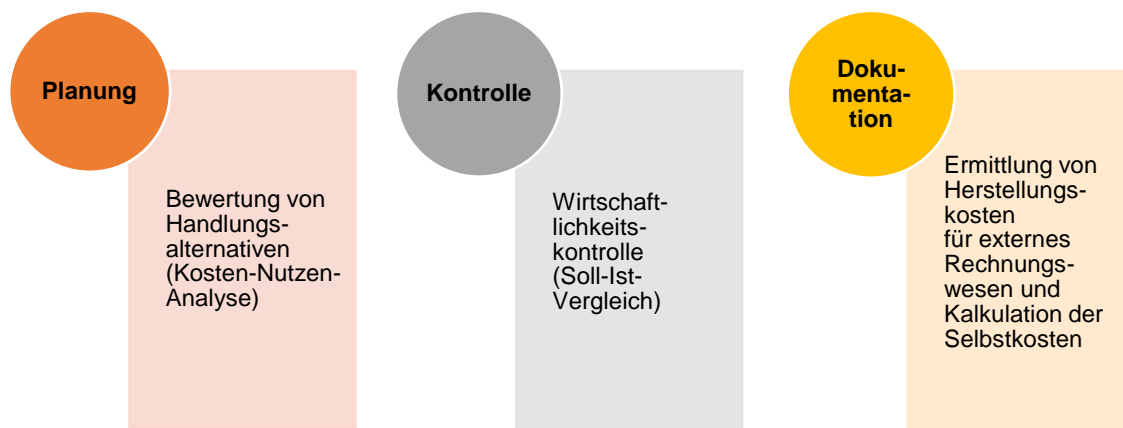 Planung
Bewertung von
Handlungs-
alternativen
(Kosten-Nutzen-
Analyse)
Kontrolle
Wirtschaft-
lichkeits-
kontrolle
(Soll-Ist-
Vergleich)
Doku-
menta-
tion
Ermittlung von
Herstellungs-
kosten
für externes
Rechnungs-
wesen und
Kalkulation der
Selbstkosten